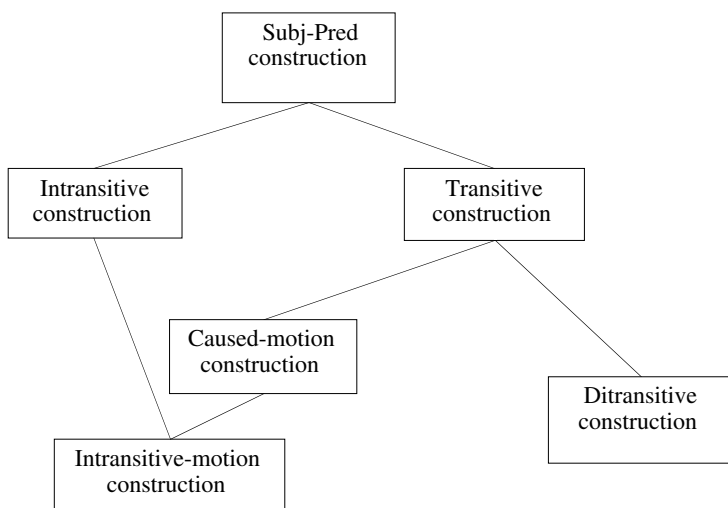 Subj-Pred
construction
Intransitive
construction
Transitive
construction
Caused-motion
construction
Ditransitive
construction
Intransitive-motion
construction